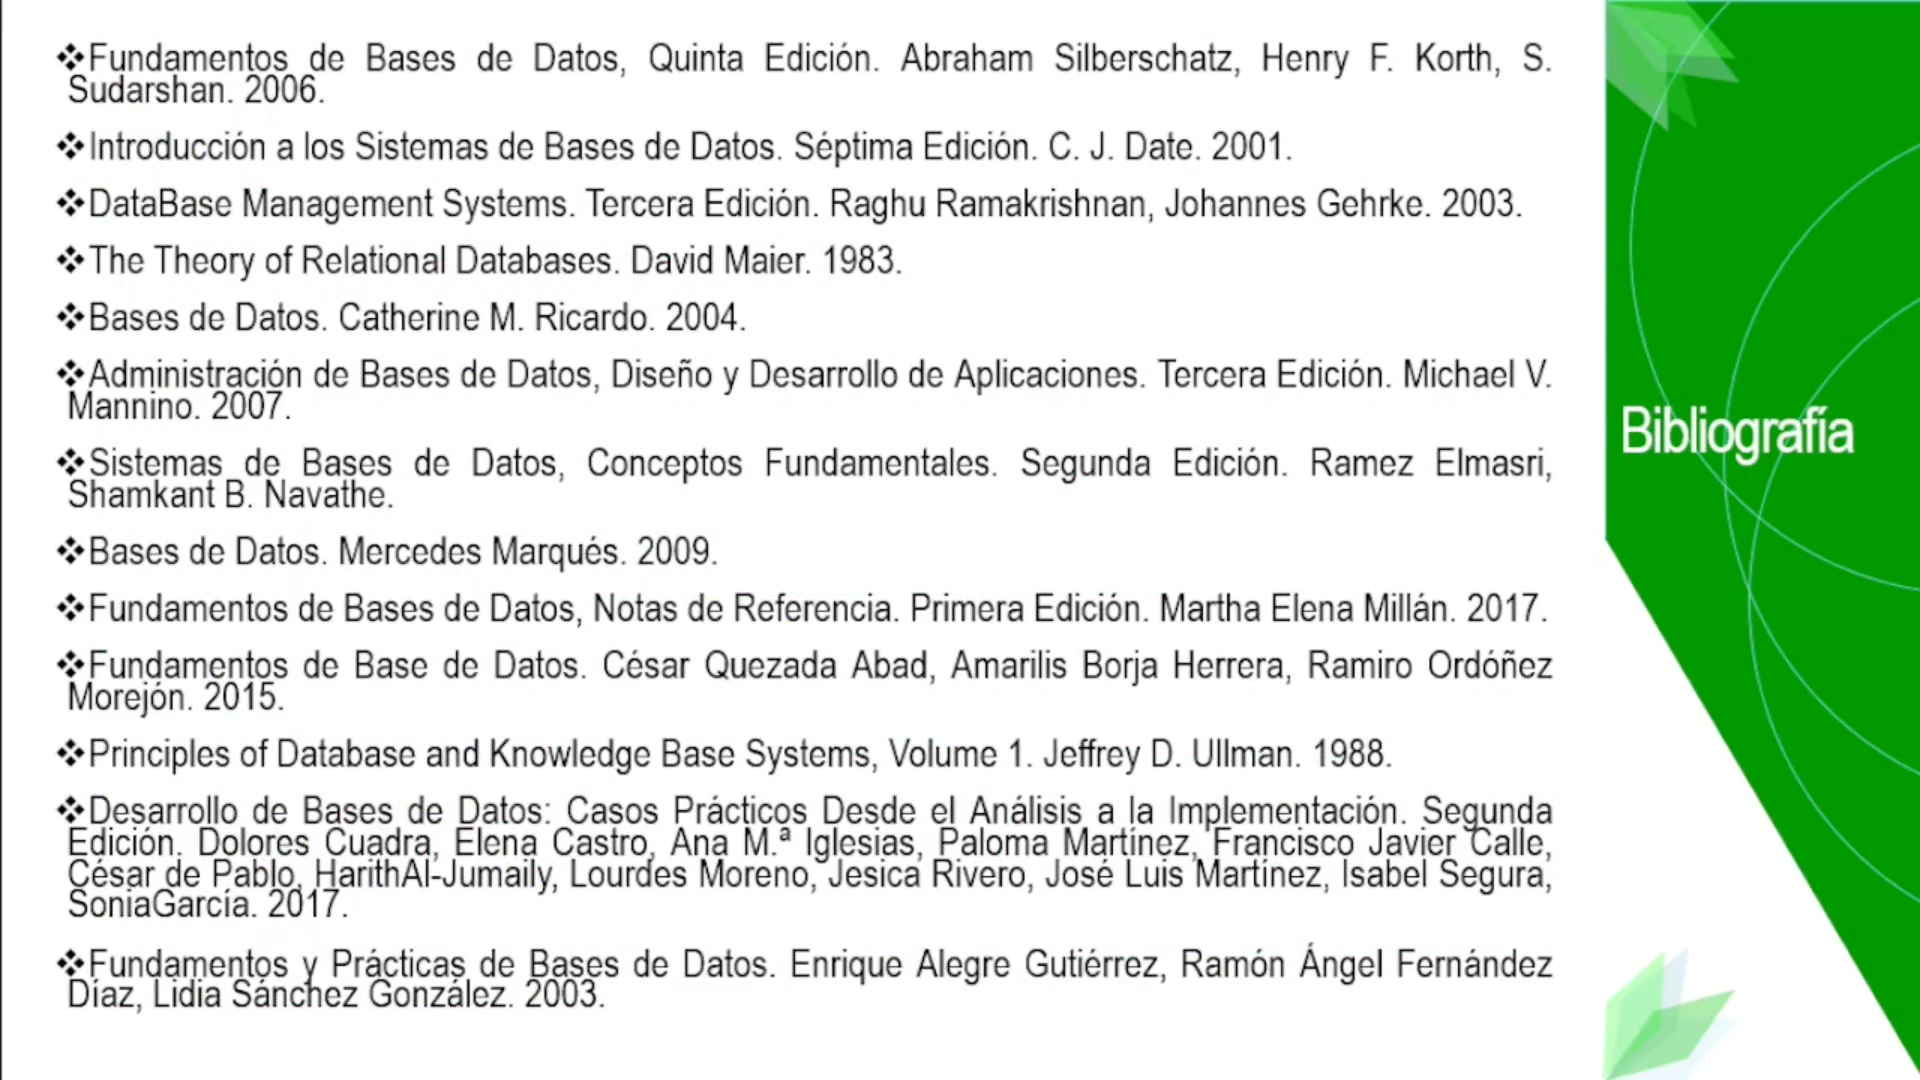 ❖Fundamentos de Bases de Datos, Quinta Edición. Abraham Silberschatz, Henry F. Korth, S.
Sudarshan. 2006.
❖Introducción a los Sistemas de Bases de Datos. Séptima Edición. C. J. Date. 2001.
❖DataBase Management Systems. Tercera Edición. Raghu Ramakrishnan, Johannes Gehrke. 2003.
❖The Theory of Relational Databases. David Maier. 1983.
❖Bases de Datos. Catherine M. Ricardo. 2004.
❖Administración de Bases de Datos, Diseño y Desarrollo de Aplicaciones. Tercera Edición. Michael V.
Mannino. 2007.
❖Sistemas de Bases de Datos, Conceptos Fundamentales. Segunda Edición. Ramez Elmasri,
Shamkant B. Navathe.
❖Bases de Datos. Mercedes Marqués. 2009.
❖Fundamentos de Bases de Datos, Notas de Referencia. Primera Edición. Martha Elena Millán. 2017.
❖Fundamentos de Base de Datos. César Quezada Abad, Amarilis Borja Herrera, Ramiro Ordóñez
Morejón. 2015.
❖Principles of Database and Knowledge Base Systems, Volume 1. Jeffrey D. Ullman. 1988.
❖Desarrollo de Bases de Datos: Casos Prácticos Desde el Análisis a la Implementación. Segunda
Edición. Dolores Cuadra, Elena Castro, Ana M.ª Iglesias, Paloma Martínez, Francisco Javier Calle,
César de Pablo, HarithAl-Jumaily, Lourdes Moreno, Jesica Rivero, José Luis Martínez, Isabel Segura,
SoniaGarcía. 2017.
❖Fundamentos y Prácticas de Bases de Datos. Enrique Alegre Gutiérrez, Ramón Ángel Fernández
Díaz, Lidia Sánchez González. 2003.
Bibliografía